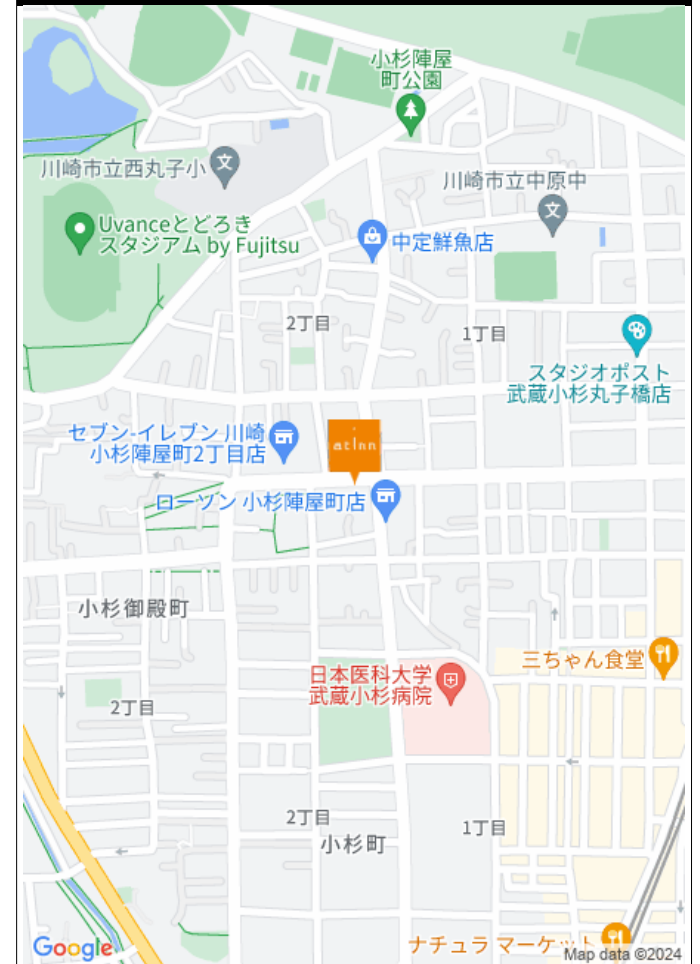 小杉陣屋
町公園
川崎市立西丸子小
文
川崎市立中原中
文
Uvanceとどろき
スタジアム by Fujitsu
中定鮮魚店
2丁目
1丁目
スタジオポスト
武蔵小杉丸子橋店
セブン-イレブン 川崎
小杉陣屋町2丁目店
at inn
ローソン 小杉陣屋町店
小杉御殿町
三ちゃん食堂
日本医科大学
武蔵小杉病院
2丁目
2丁目
1丁目
小杉町
ナチュラ マーケット
Google
Map data ©2024